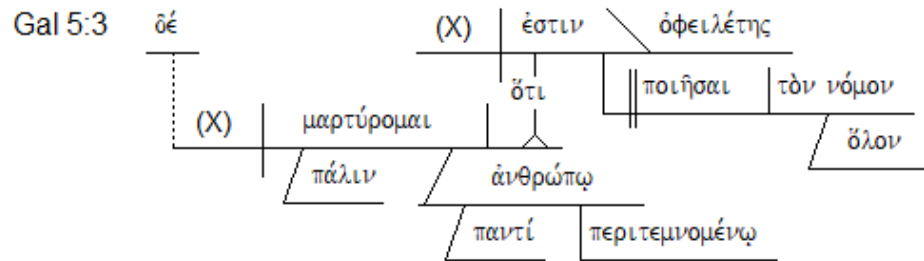 Gal 5:3 δέ (X) ἐστιν ὀφειλέτης
ὅτι ποιῆσαι τὸν νόμον
(X) μαρτύρομαι ὅλον
πάλιν ἀνθρώπῳ
παντί περιτεμνομένῳ